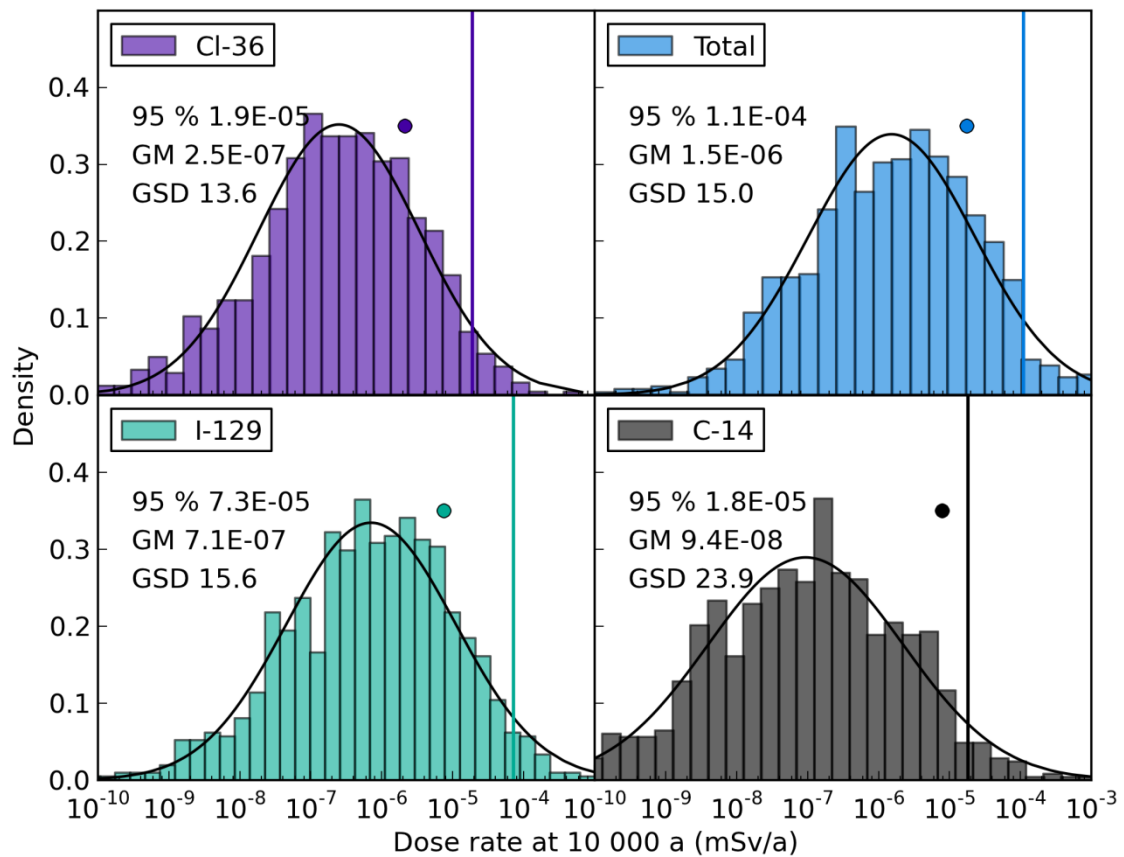 Cl-36
Total
0.4
0.3
0.2
0.1
0.0
95 % 1.9E-05
GM 2.5E-07
GSD 13.6
95 % 1.1E-04
GM 1.5E-06
GSD 15.0
Density
I-129
C-14
0.4
0.3
0.2
0.1
0.0
95 % 7.3E-05
GM 7.1E-07
GSD 15.6
95 % 1.8E-05
GM 9.4E-08
GSD 23.9
10^-10 10^-9 10^-8 10^-7 10^-6 10^-5 10^-4 10^-10 10^-9 10^-8 10^-7 10^-6 10^-5 10^-4 10^-3
Dose rate at 10 000 a (mSv/a)